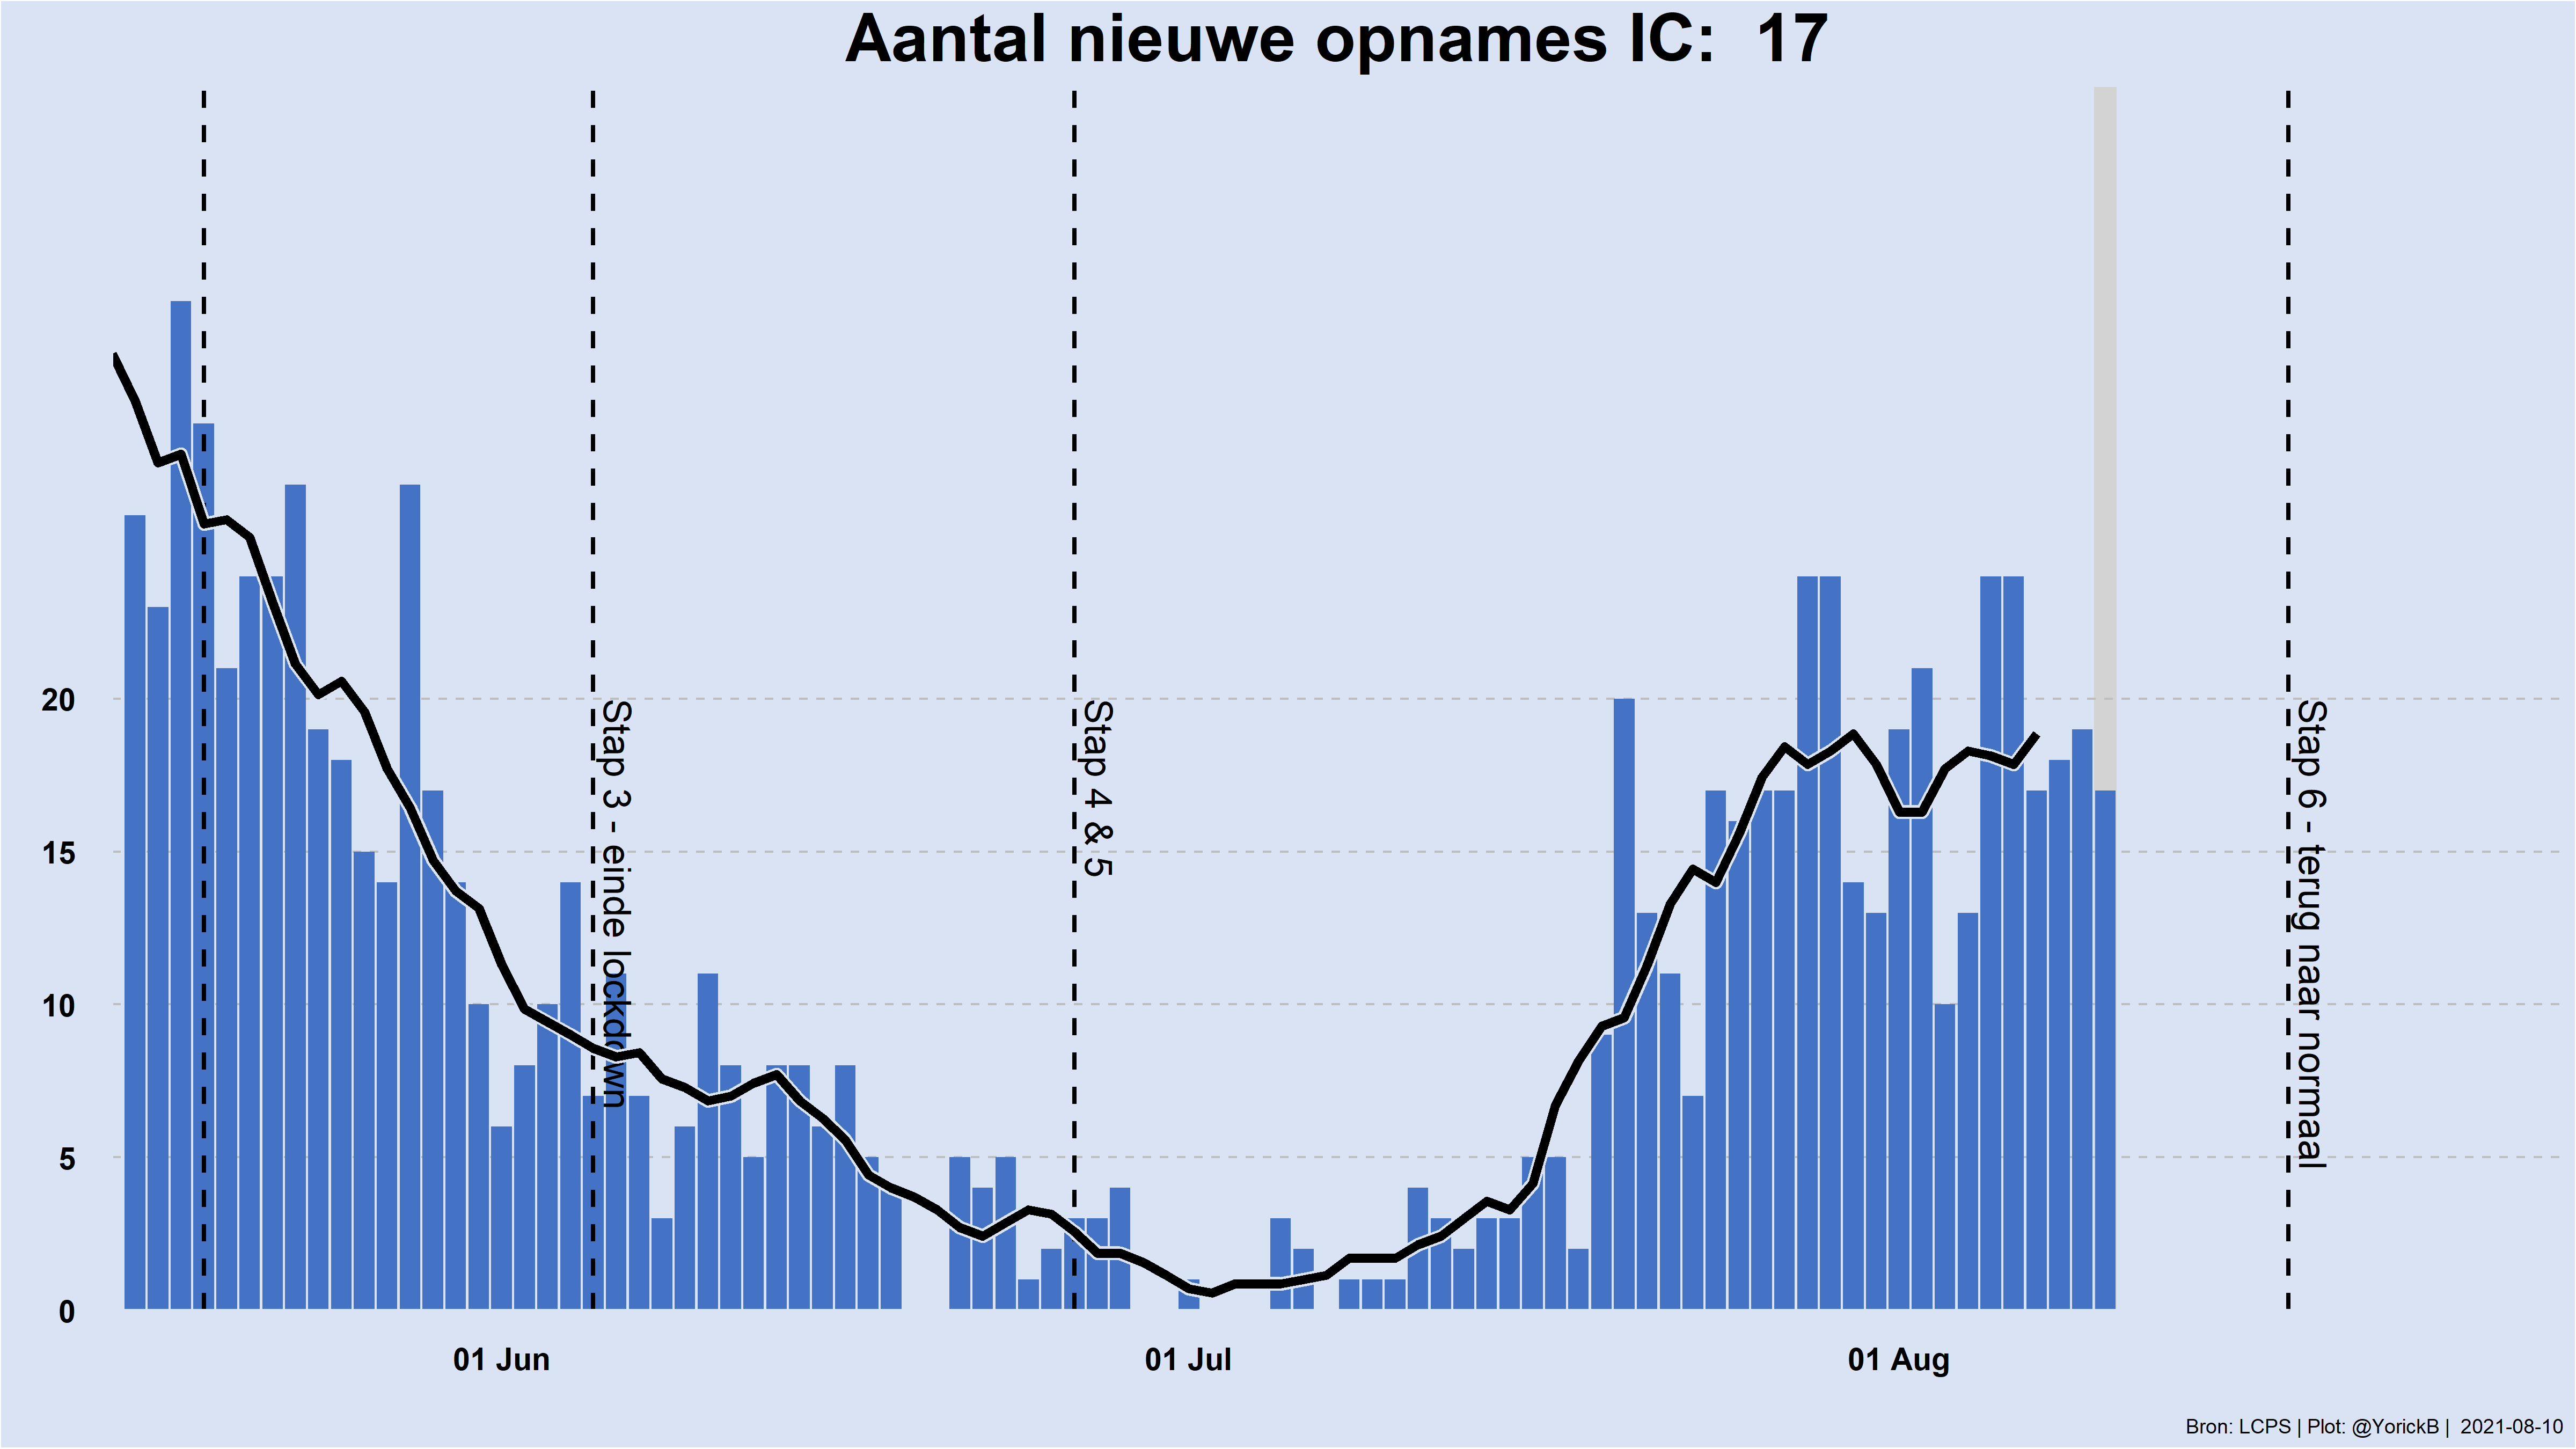 Aantal nieuwe opnames IC: 17
20
15
10
5
0
Stap 3 - einde lockdown
Stap 4 & 5
Stap 6 - terug naar normaal
01 Jun
01 Jul
01 Aug
Bron: LCPS | Plot: @YorickB | 2021-08-10